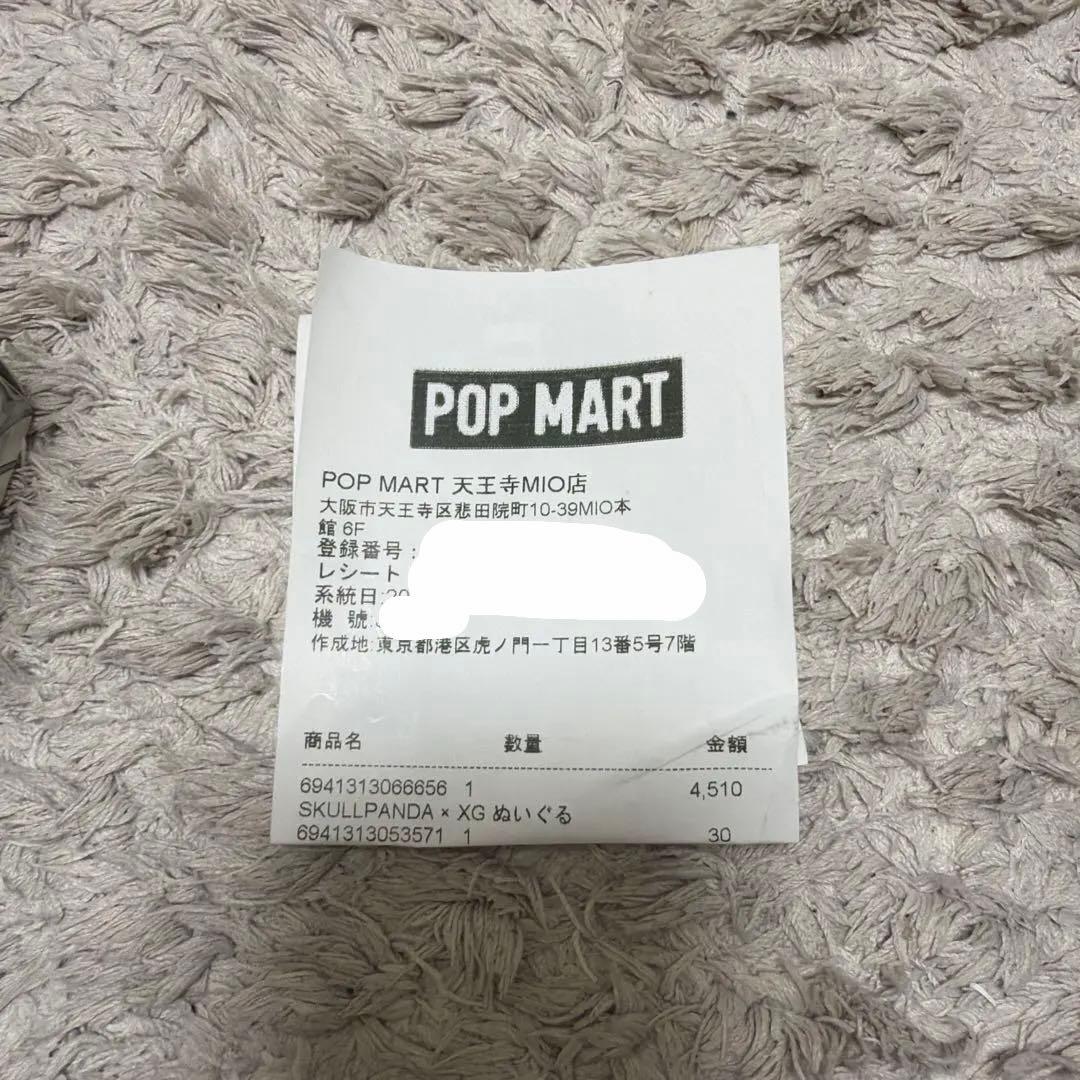 POP MART
POP MART 天王寺MIO店
大阪市天王寺区悲田院町10-39MIO本
館 6F
登録番号:
レシート
系統日:20
機 號:
作成地:東京都港区虎ノ門一丁目13番5号7階
商品名 数量 金額
6941313066656 1 4,510
SKULLPANDA × XG ぬいぐる
6941313053571 1 30